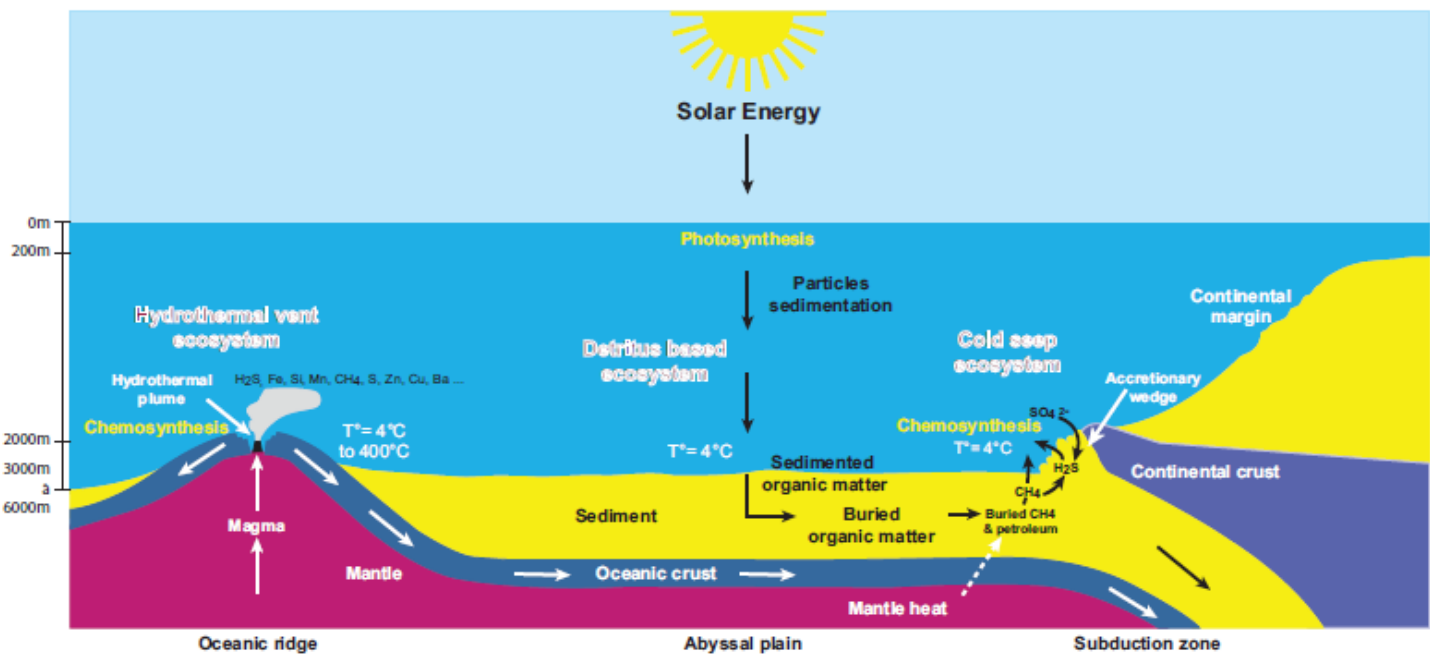 Solar Energy
0m
200m
Photosynthesis
Particles
sedimentation
Continental
margin
Hydrothermal vent
ecosystem
Detritus based
ecosystem
Cold seep
ecosystem
Hydrothermal
plume
H2S, Fe, Si, Mn, CH4, S, Zn, Cu, Ba ...
Accretionary
wedge
Chemosynthesis
SO4 2-
Chemosynthesis
2000m
T°= 4°C
to 400°C
T°= 4°C
T°= 4°C
3000m
à
6000m
Sedimented
organic matter
H2S
Continental crust
CH4
Sediment
Buried
organic matter
Buried CH4
& petroleum
Magma
Mantle
Oceanic crust
Mantle heat
Oceanic ridge
Abyssal plain
Subduction zone